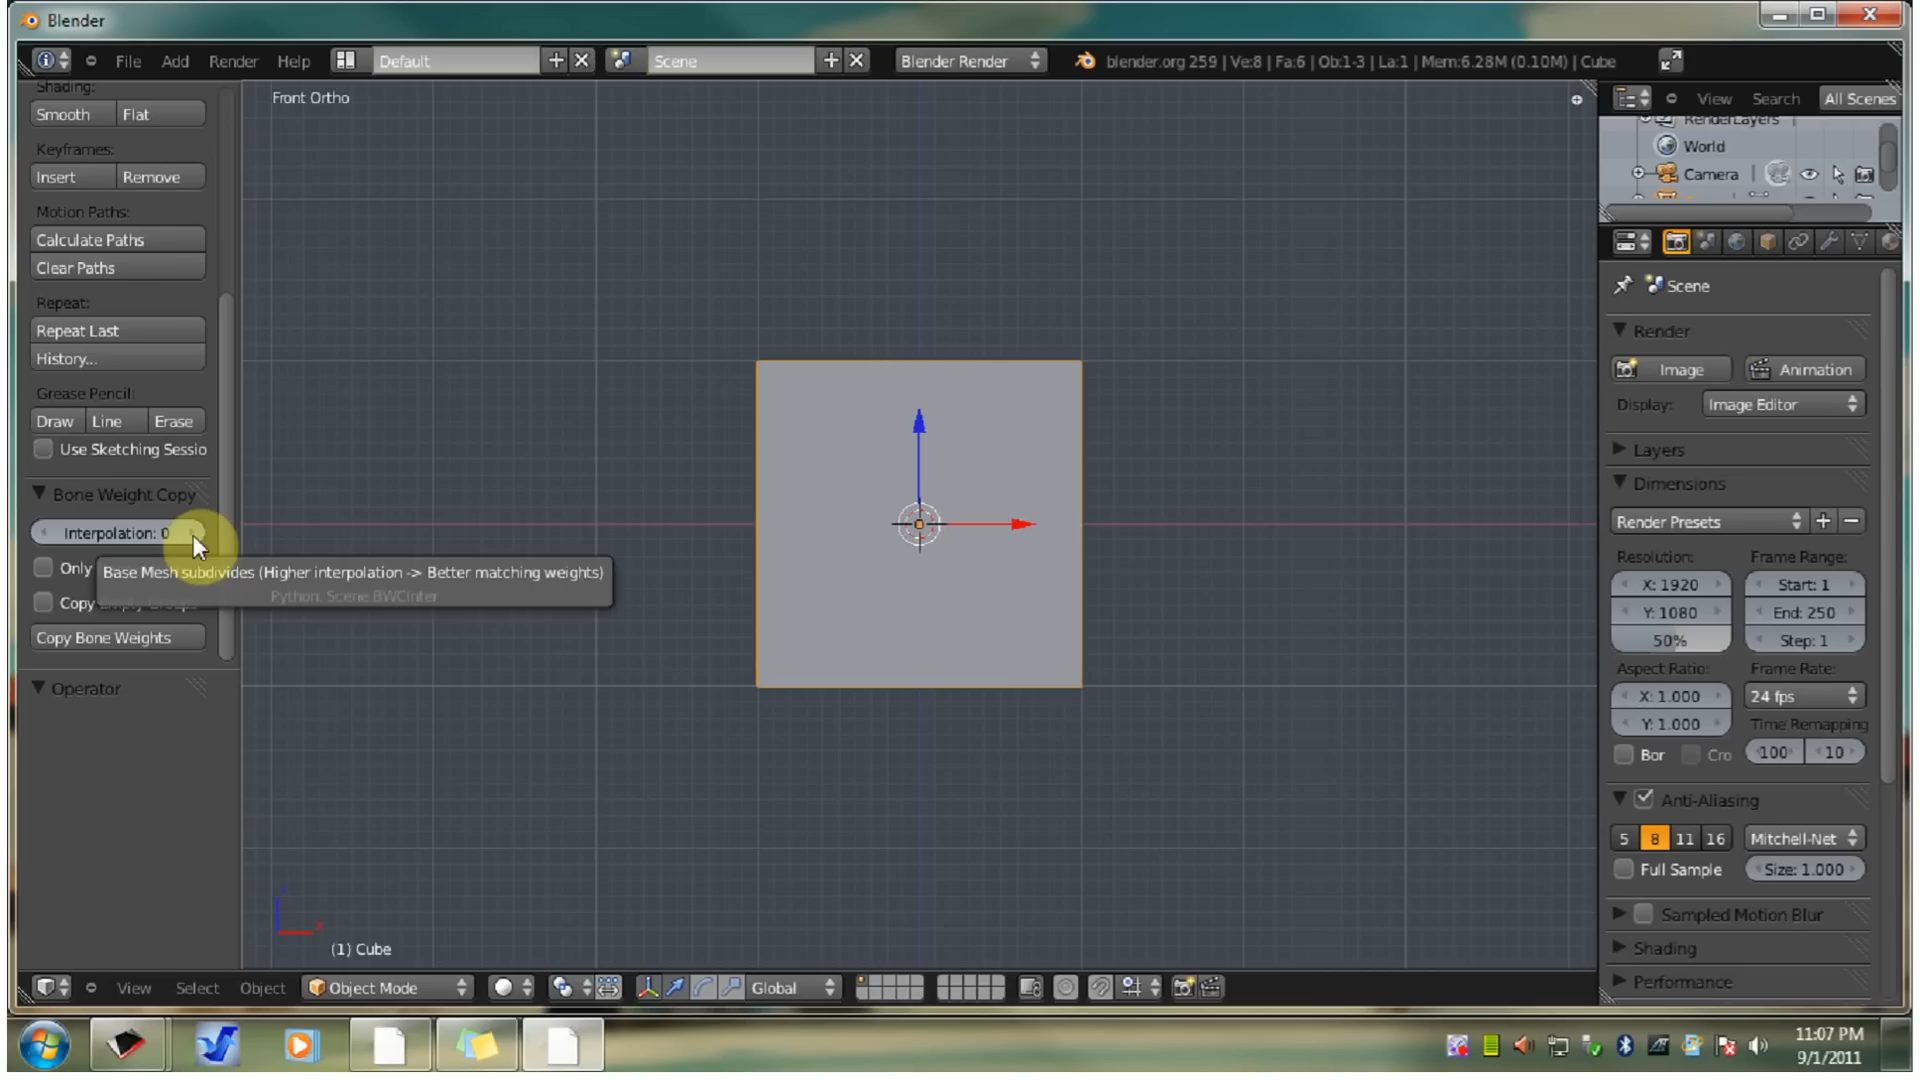 Blender
File Add Render Help Default Scene Blender Render blender.org 259 | Ve:8 | Fa:6 | Ob:1-3 | La:1 | Mem:6.28M (0.10M) | Cube
Shading:
Smooth Flat
Keyframes:
Insert Remove
Motion Paths:
Calculate Paths
Clear Paths
Repeat:
Repeat Last
History...
Grease Pencil:
Draw Line Erase
Use Sketching Sessio
Bone Weight Copy
Interpolation: 0
Only
Base Mesh subdivides (Higher interpolation -> Better matching weights)
Python: Scene.BWCInter
Copy Empty Groups
Copy Bone Weights
Operator
Front Ortho
(1) Cube
View Select Object Object Mode Global
View Search All Scenes
RenderLayers |
World
Camera |
Scene
Render
Image Animation
Display: Image Editor
Layers
Dimensions
Render Presets
Resolution: Frame Range:
X: 1920 Start: 1
Y: 1080 End: 250
50% Step: 1
Aspect Ratio: Frame Rate:
X: 1.000 24 fps
Y: 1.000 Time Remapping
Bor Cro 100 10
Anti-Aliasing
5 8 11 16 Mitchell-Net
Full Sample Size: 1.000
Sampled Motion Blur
Shading
Performance
11:07 PM
9/1/2011